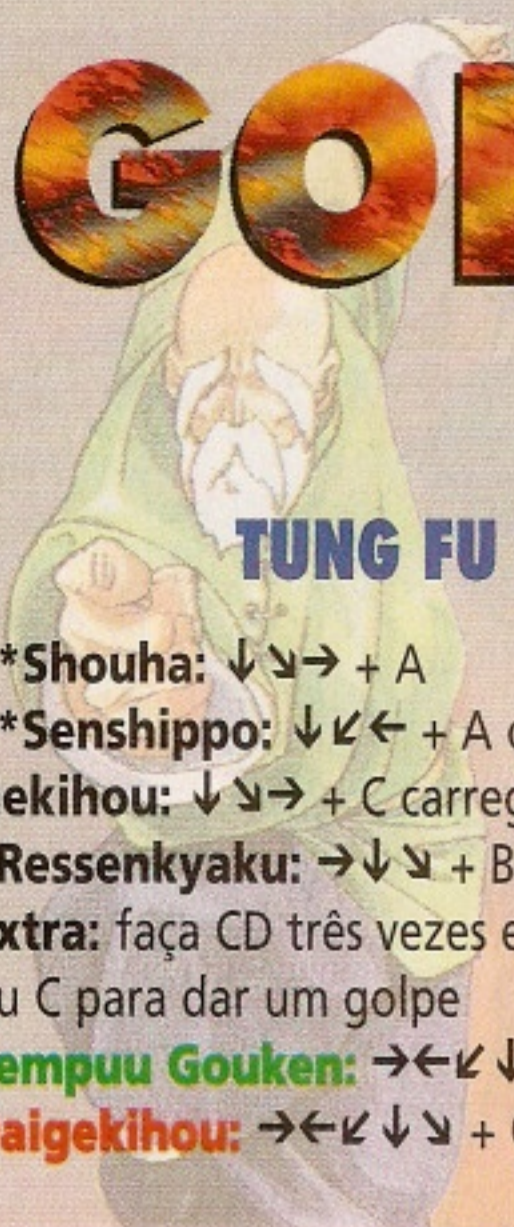 GO
TUNG FU
*Shouha: ↓↘→ + A
*Senshippo: ↓↙← + A
ekihou: ↓↘→ + C carreg
Ressenkyaku: →↓↘ + B
xtra: faça CD três vezes e
u C para dar um golpe
empuu Gouken: →←↙↓
aigekihou: →←↙↓↘ +